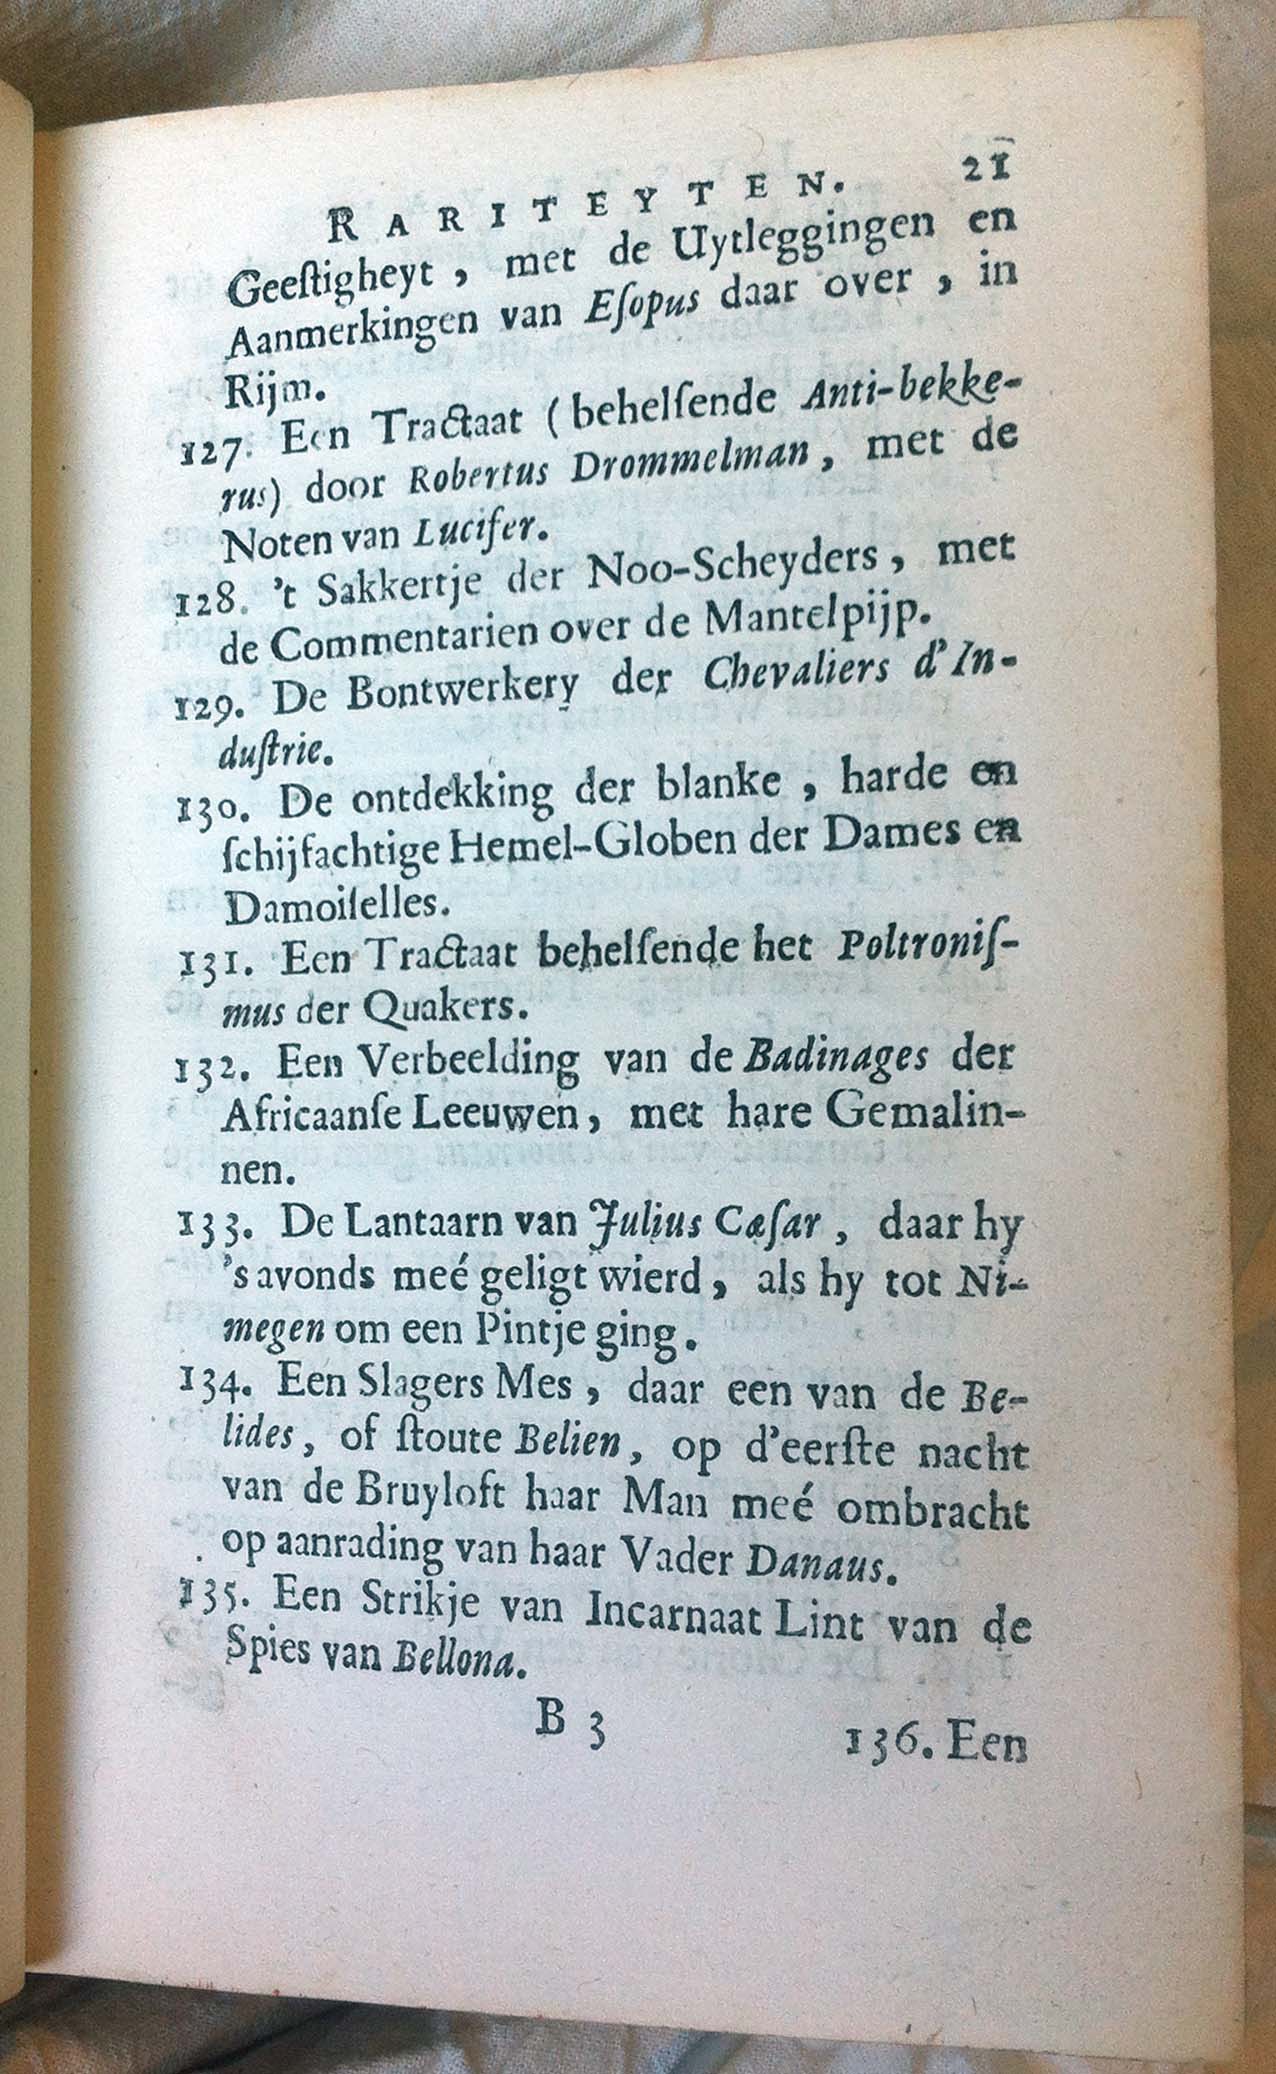 RARITEYTEN. 21
Geeſtigheyt, met de Uytleggingen en
Aanmerkingen van Eſopus daar over, in
Rijm.
127. Een Tractaat (behelſende Anti-bekke-
rus) door Robertus Drommelman, met de
Noten van Lucifer.
128. 't Sakkertje der Noo-Scheyders, met
de Commentarien over de Mantelpijp.
129. De Bontwerkery der Chevaliers d'In-
duſtrie.
130. De ontdekking der blanke, harde en
ſchijfachtige Hemel-Globen der Dames en
Damoiſelles.
131. Een Tractaat behelſende het Poltroniſ-
mus der Quakers.
132. Een Verbeelding van de Badinages der
Africaanſe Leeuwen, met hare Gemalin-
nen.
133. De Lantaarn van Julius Cæſar, daar hy
's avonds meé geligt wierd, als hy tot Ni-
megen om een Pintje ging.
134. Een Slagers Mes, daar een van de Be-
lides, of ſtoute Belien, op d'eerſte nacht
van de Bruyloft haar Man meé ombracht
op aanrading van haar Vader Danaus.
135. Een Strikje van Incarnaat Lint van de
Spies van Bellona.
B 3 136. Een